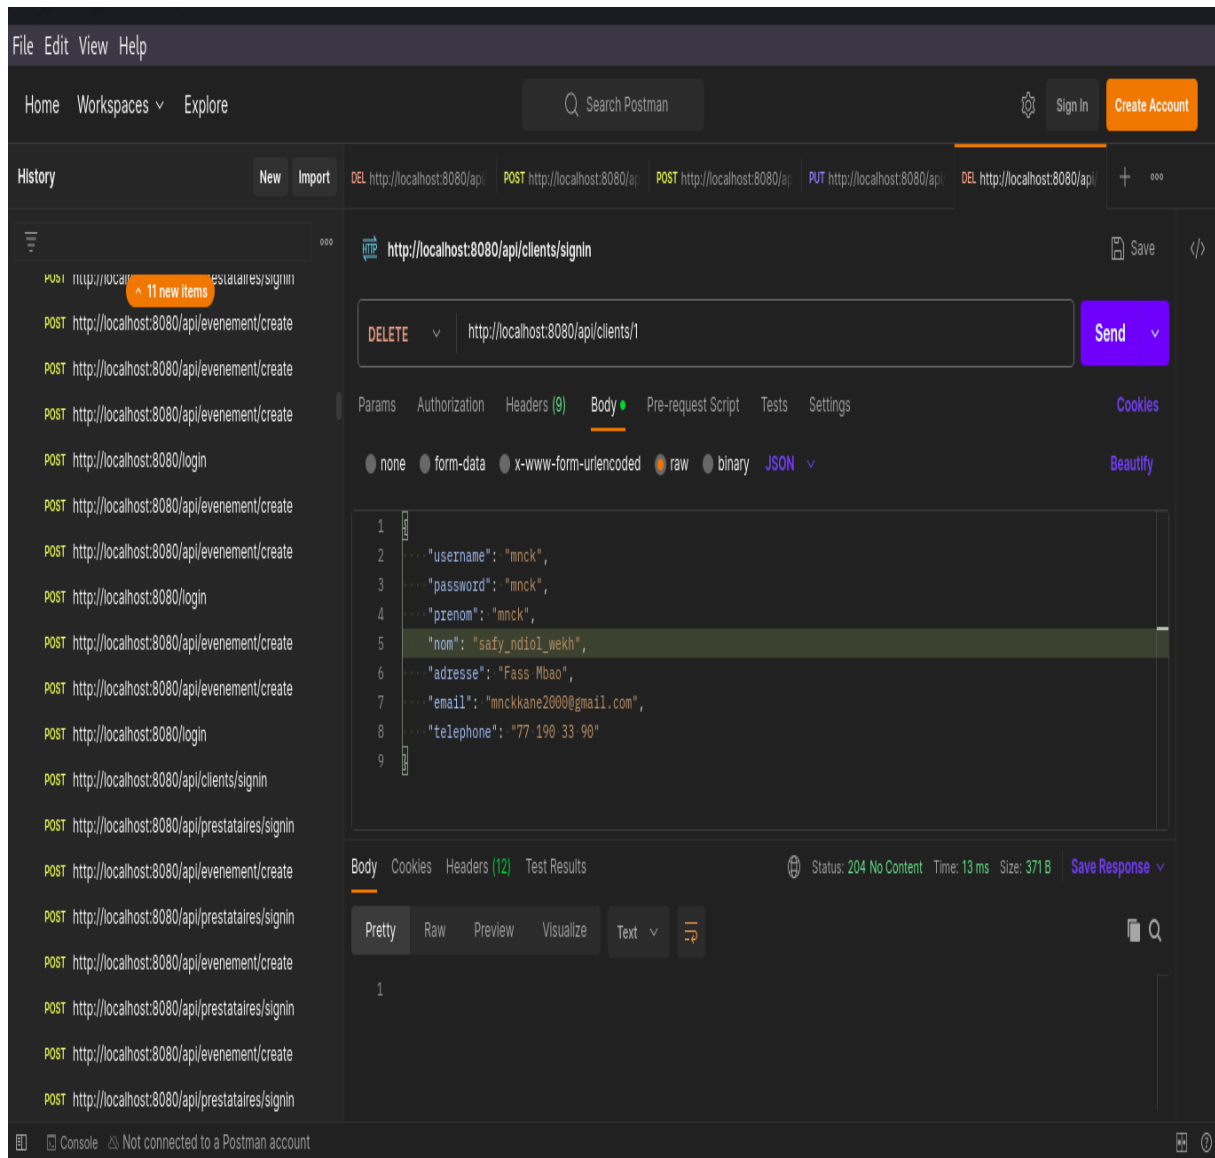 File Edit View Help
Home Workspaces Explore Search Postman Sign In Create Account
History New Import
DEL http://localhost:8080/api/ POST http://localhost:8080/ap POST http://localhost:8080/ap PUT http://localhost:8080/api/ DEL http://localhost:8080/api/
HTTP http://localhost:8080/api/clients/signin Save
POST http://local estataires/signin
11 new items
POST http://localhost:8080/api/evenement/create
POST http://localhost:8080/api/evenement/create
POST http://localhost:8080/api/evenement/create
POST http://localhost:8080/login
POST http://localhost:8080/api/evenement/create
POST http://localhost:8080/api/evenement/create
POST http://localhost:8080/login
POST http://localhost:8080/api/evenement/create
POST http://localhost:8080/api/evenement/create
POST http://localhost:8080/login
POST http://localhost:8080/api/clients/signin
POST http://localhost:8080/api/prestataires/signin
POST http://localhost:8080/api/evenement/create
POST http://localhost:8080/api/prestataires/signin
POST http://localhost:8080/api/evenement/create
POST http://localhost:8080/api/prestataires/signin
POST http://localhost:8080/api/evenement/create
POST http://localhost:8080/api/prestataires/signin
DELETE http://localhost:8080/api/clients/1 Send
Params Authorization Headers (9) Body Pre-request Script Tests Settings Cookies
none form-data x-www-form-urlencoded raw binary JSON Beautify
1 {
2 "username": "mnck",
3 "password": "mnck",
4 "prenom": "mnck",
5 "nom": "safy_ndiol_wekh",
6 "adresse": "Fass Mbao",
7 "email": "mnckkane2000@gmail.com",
8 "telephone": "77 190 33 90"
9 }
Body Cookies Headers (12) Test Results Status: 204 No Content Time: 13 ms Size: 371 B Save Response
Pretty Raw Preview Visualize Text
1
Console Not connected to a Postman account